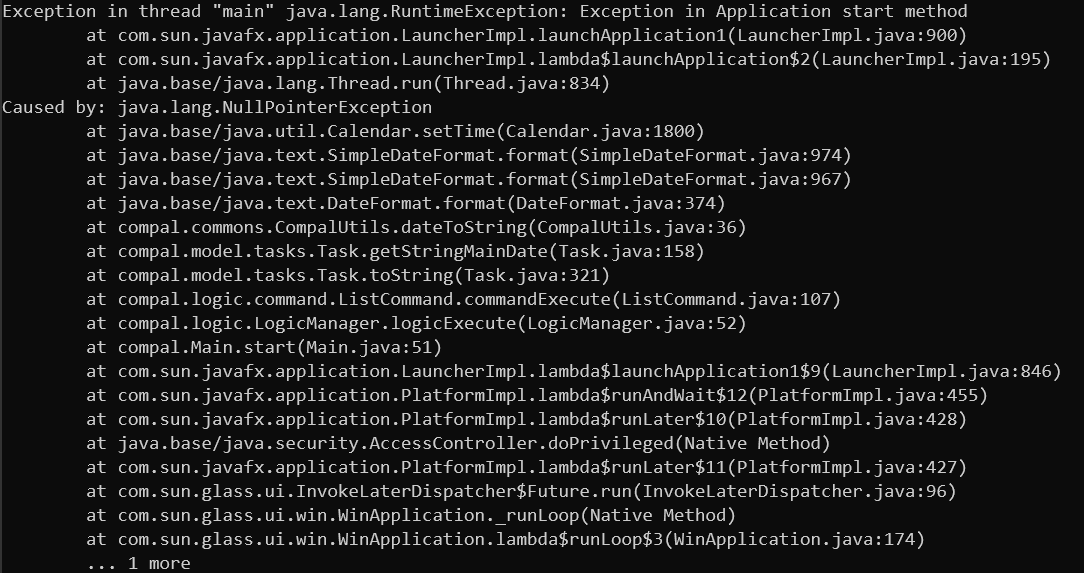 Exception in thread "main" java.lang.RuntimeException: Exception in Application start method
        at com.sun.javafx.application.LauncherImpl.launchApplication1(LauncherImpl.java:900)
        at com.sun.javafx.application.LauncherImpl.lambda$launchApplication$2(LauncherImpl.java:195)
        at java.base/java.lang.Thread.run(Thread.java:834)
Caused by: java.lang.NullPointerException
        at java.base/java.util.Calendar.setTime(Calendar.java:1800)
        at java.base/java.text.SimpleDateFormat.format(SimpleDateFormat.java:974)
        at java.base/java.text.SimpleDateFormat.format(SimpleDateFormat.java:967)
        at java.base/java.text.DateFormat.format(DateFormat.java:374)
        at compal.commons.CompalUtils.dateToString(CompalUtils.java:36)
        at compal.model.tasks.Task.getStringMainDate(Task.java:158)
        at compal.model.tasks.Task.toString(Task.java:321)
        at compal.logic.command.ListCommand.commandExecute(ListCommand.java:107)
        at compal.logic.LogicManager.logicExecute(LogicManager.java:52)
        at compal.Main.start(Main.java:51)
        at com.sun.javafx.application.LauncherImpl.lambda$launchApplication1$9(LauncherImpl.java:846)
        at com.sun.javafx.application.PlatformImpl.lambda$runAndWait$12(PlatformImpl.java:455)
        at com.sun.javafx.application.PlatformImpl.lambda$runLater$10(PlatformImpl.java:428)
        at java.base/java.security.AccessController.doPrivileged(Native Method)
        at com.sun.javafx.application.PlatformImpl.lambda$runLater$11(PlatformImpl.java:427)
        at com.sun.glass.ui.InvokeLaterDispatcher$Future.run(InvokeLaterDispatcher.java:96)
        at com.sun.glass.ui.win.WinApplication._runLoop(Native Method)
        at com.sun.glass.ui.win.WinApplication.lambda$runLoop$3(WinApplication.java:174)
        ... 1 more